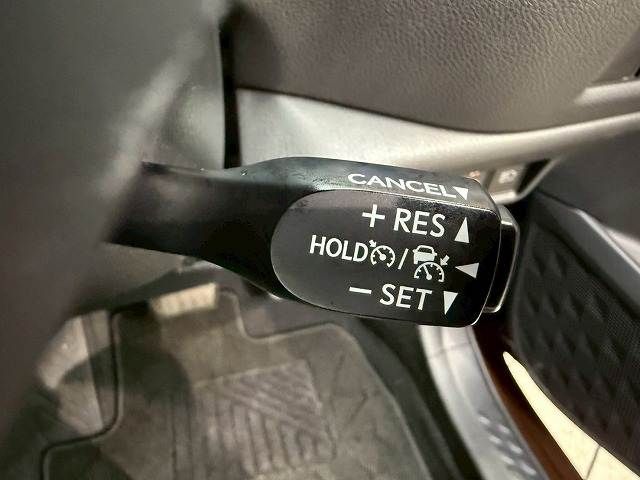 CANCEL▼
+ RES ▲
HOLD / ◀
− SET ▼